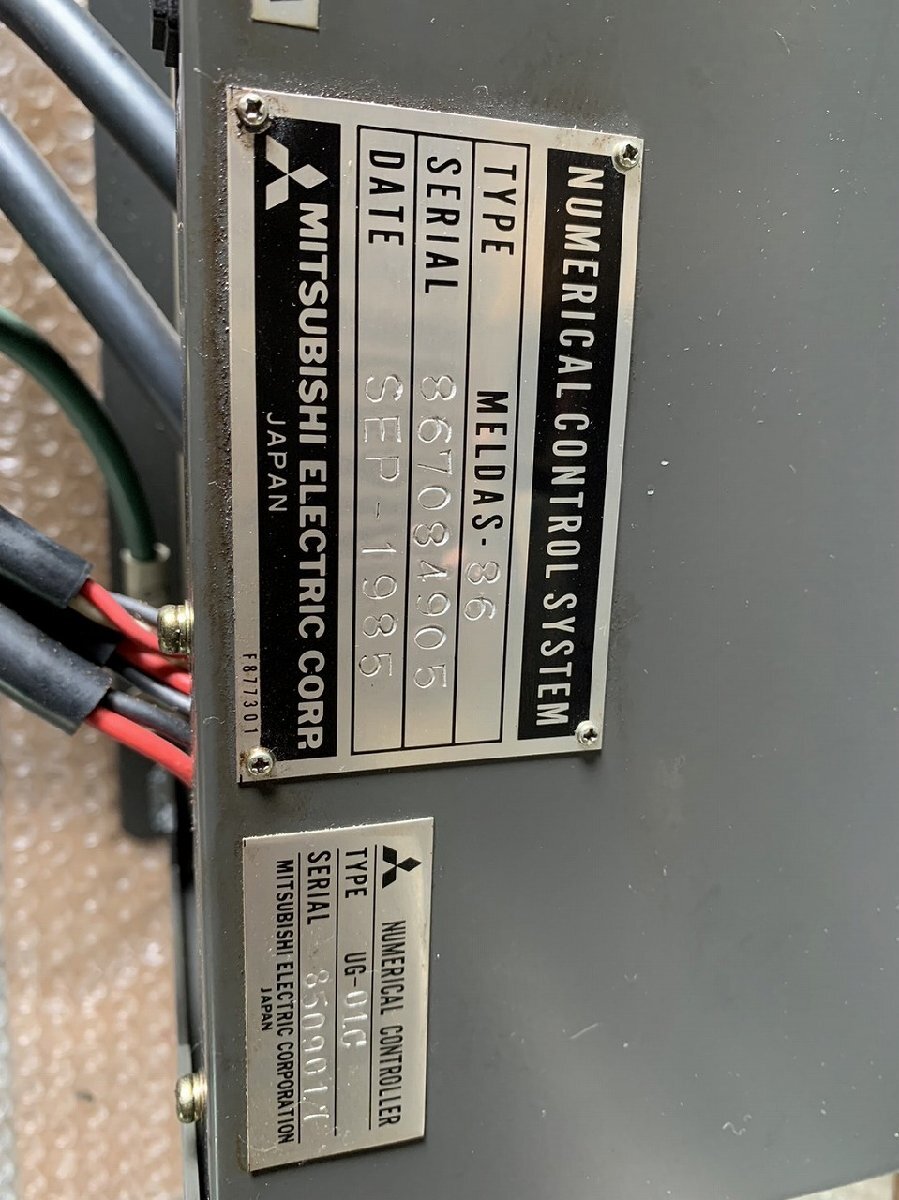 NUMERICAL CONTROL SYSTEM
TYPE MELDAS-86
SERIAL 867084905
DATE SEP-1985
MITSUBISHI ELECTRIC CORP.
JAPAN
F877301
NUMERICAL CONTROLLER
TYPE UG-01C
SERIAL
MITSUBISHI ELECTRIC CORPORATION
JAPAN